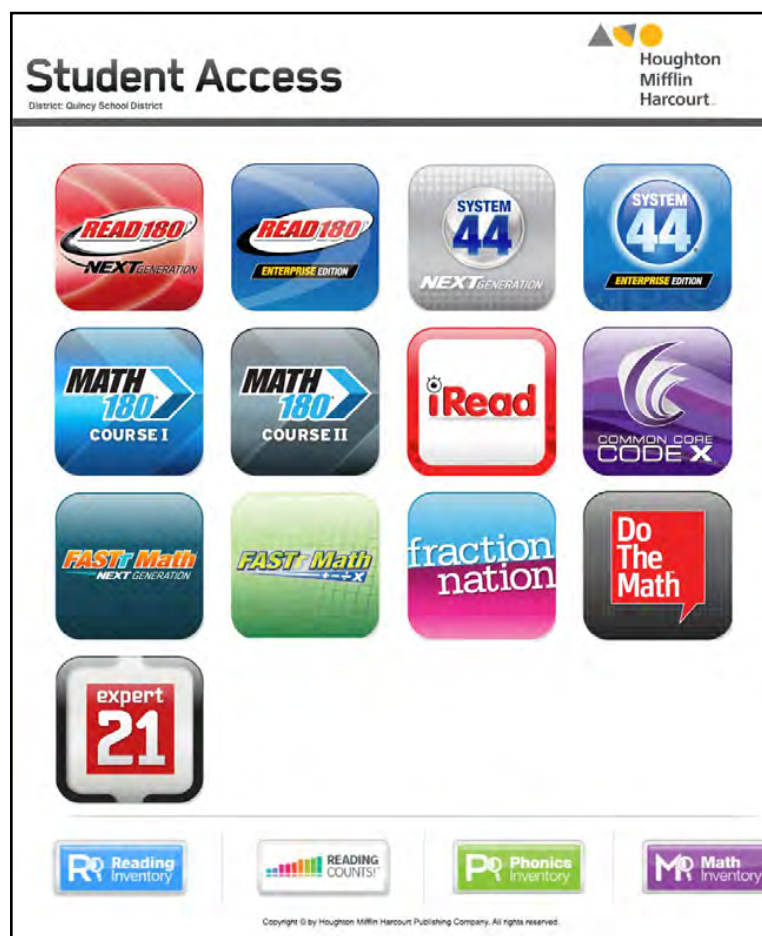 Student Access
District: Quincy School District
Houghton
Mifflin
Harcourt
READ 180
NEXT GENERATION
READ 180
ENTERPRISE EDITION
SYSTEM
44
NEXT GENERATION
SYSTEM
44
ENTERPRISE EDITION
MATH
180
COURSE I
MATH
180
COURSE II
iRead
COMMON CORE
CODE X
FASTT Math
NEXT GENERATION
FASTT Math
+ − ÷ x
fraction
nation
Do
The
Math
expert
21
Reading
Inventory
READING
COUNTS!
Phonics
Inventory
Math
Inventory
Copyright © by Houghton Mifflin Harcourt Publishing Company. All rights reserved.